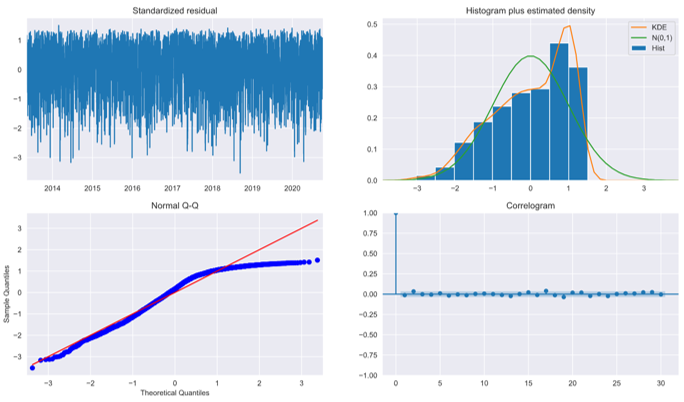 Standardized residual
1
0
−1
−2
−3
2014 2015 2016 2017 2018 2019 2020
Histogram plus estimated density
KDE
N(0,1)
Hist
0.5
0.4
0.3
0.2
0.1
0.0
−3 −2 −1 0 1 2 3
Normal Q-Q
Sample Quantiles
3
2
1
0
−1
−2
−3
−3 −2 −1 0 1 2 3
Theoretical Quantiles
Correlogram
1.00
0.75
0.50
0.25
0.00
−0.25
−0.50
−0.75
−1.00
0 5 10 15 20 25 30